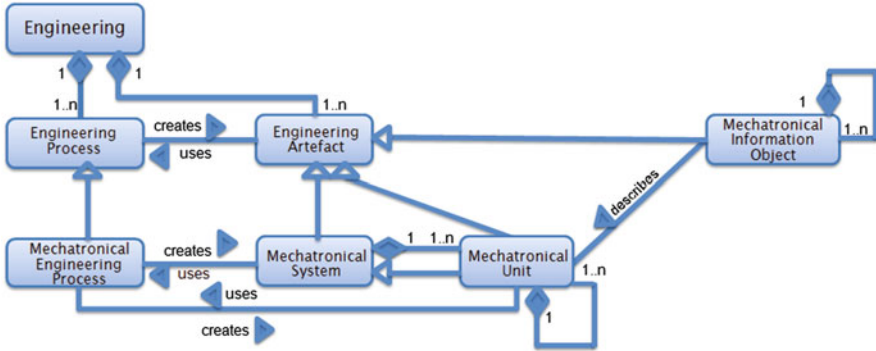 Engineering
1
1
1..n
1..n
1
1..n
Engineering
Process
creates
uses
Engineering
Artefact
Mechatronical
Information
Object
describes
Mechatronical
Engineering
Process
creates
uses
Mechatronical
System
1
1..n
Mechatronical
Unit
1..n
uses
1
creates